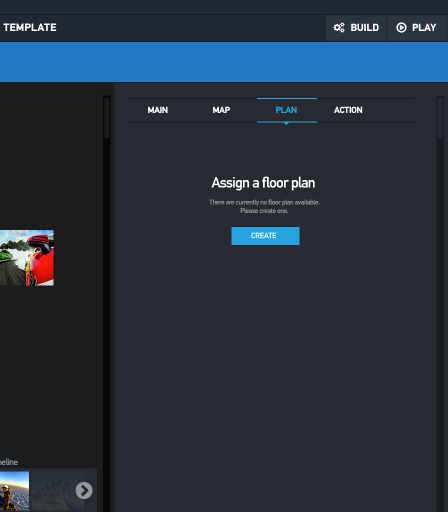 TEMPLATE
BUILD
PLAY
MAIN
MAP
PLAN
ACTION
Assign a floor plan
There are currently no floor plan available.
Please create one.
CREATE
eline